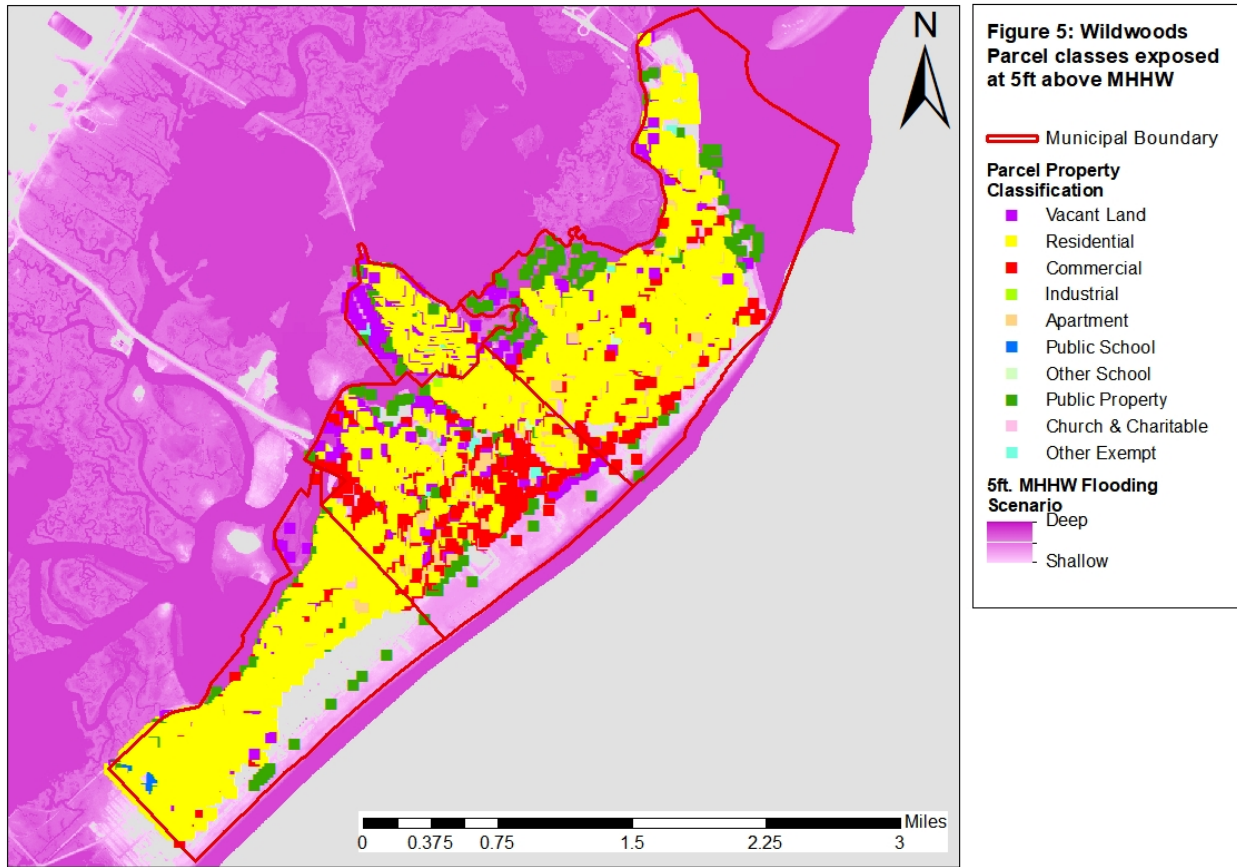 N
Miles
0 0.375 0.75 1.5 2.25 3
Figure 5: Wildwoods
Parcel classes exposed
at 5ft above MHHW
Municipal Boundary
Parcel Property
Classification
Vacant Land
Residential
Commercial
Industrial
Apartment
Public School
Other School
Public Property
Church & Charitable
Other Exempt
5ft. MHHW Flooding
Scenario
Deep
Shallow